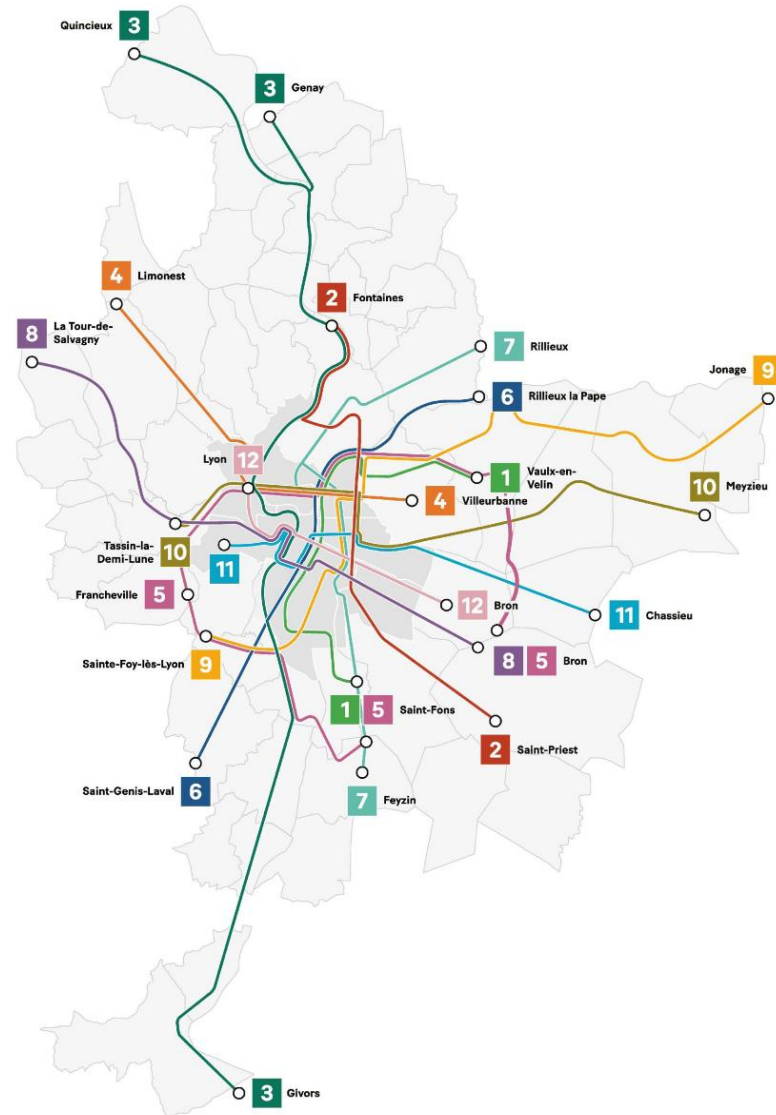 Quincieux 3
3 Genay
4 Limonest
2 Fontaines
8 La Tour-de-
Salvagny
7 Rillieux
Jonage 9
6 Rillieux la Pape
Lyon
12
1 Vaulx-en-
Velin
4 Villeurbanne
10 Meyzieu
Tassin-la-
Demi-Lune 10
11
Francheville 5
12 Bron
11 Chassieu
Sainte-Foy-lès-Lyon 9
8 5 Bron
1 5 Saint-Fons
2 Saint-Priest
Saint-Genis-Laval 6
7 Feyzin
3 Givors